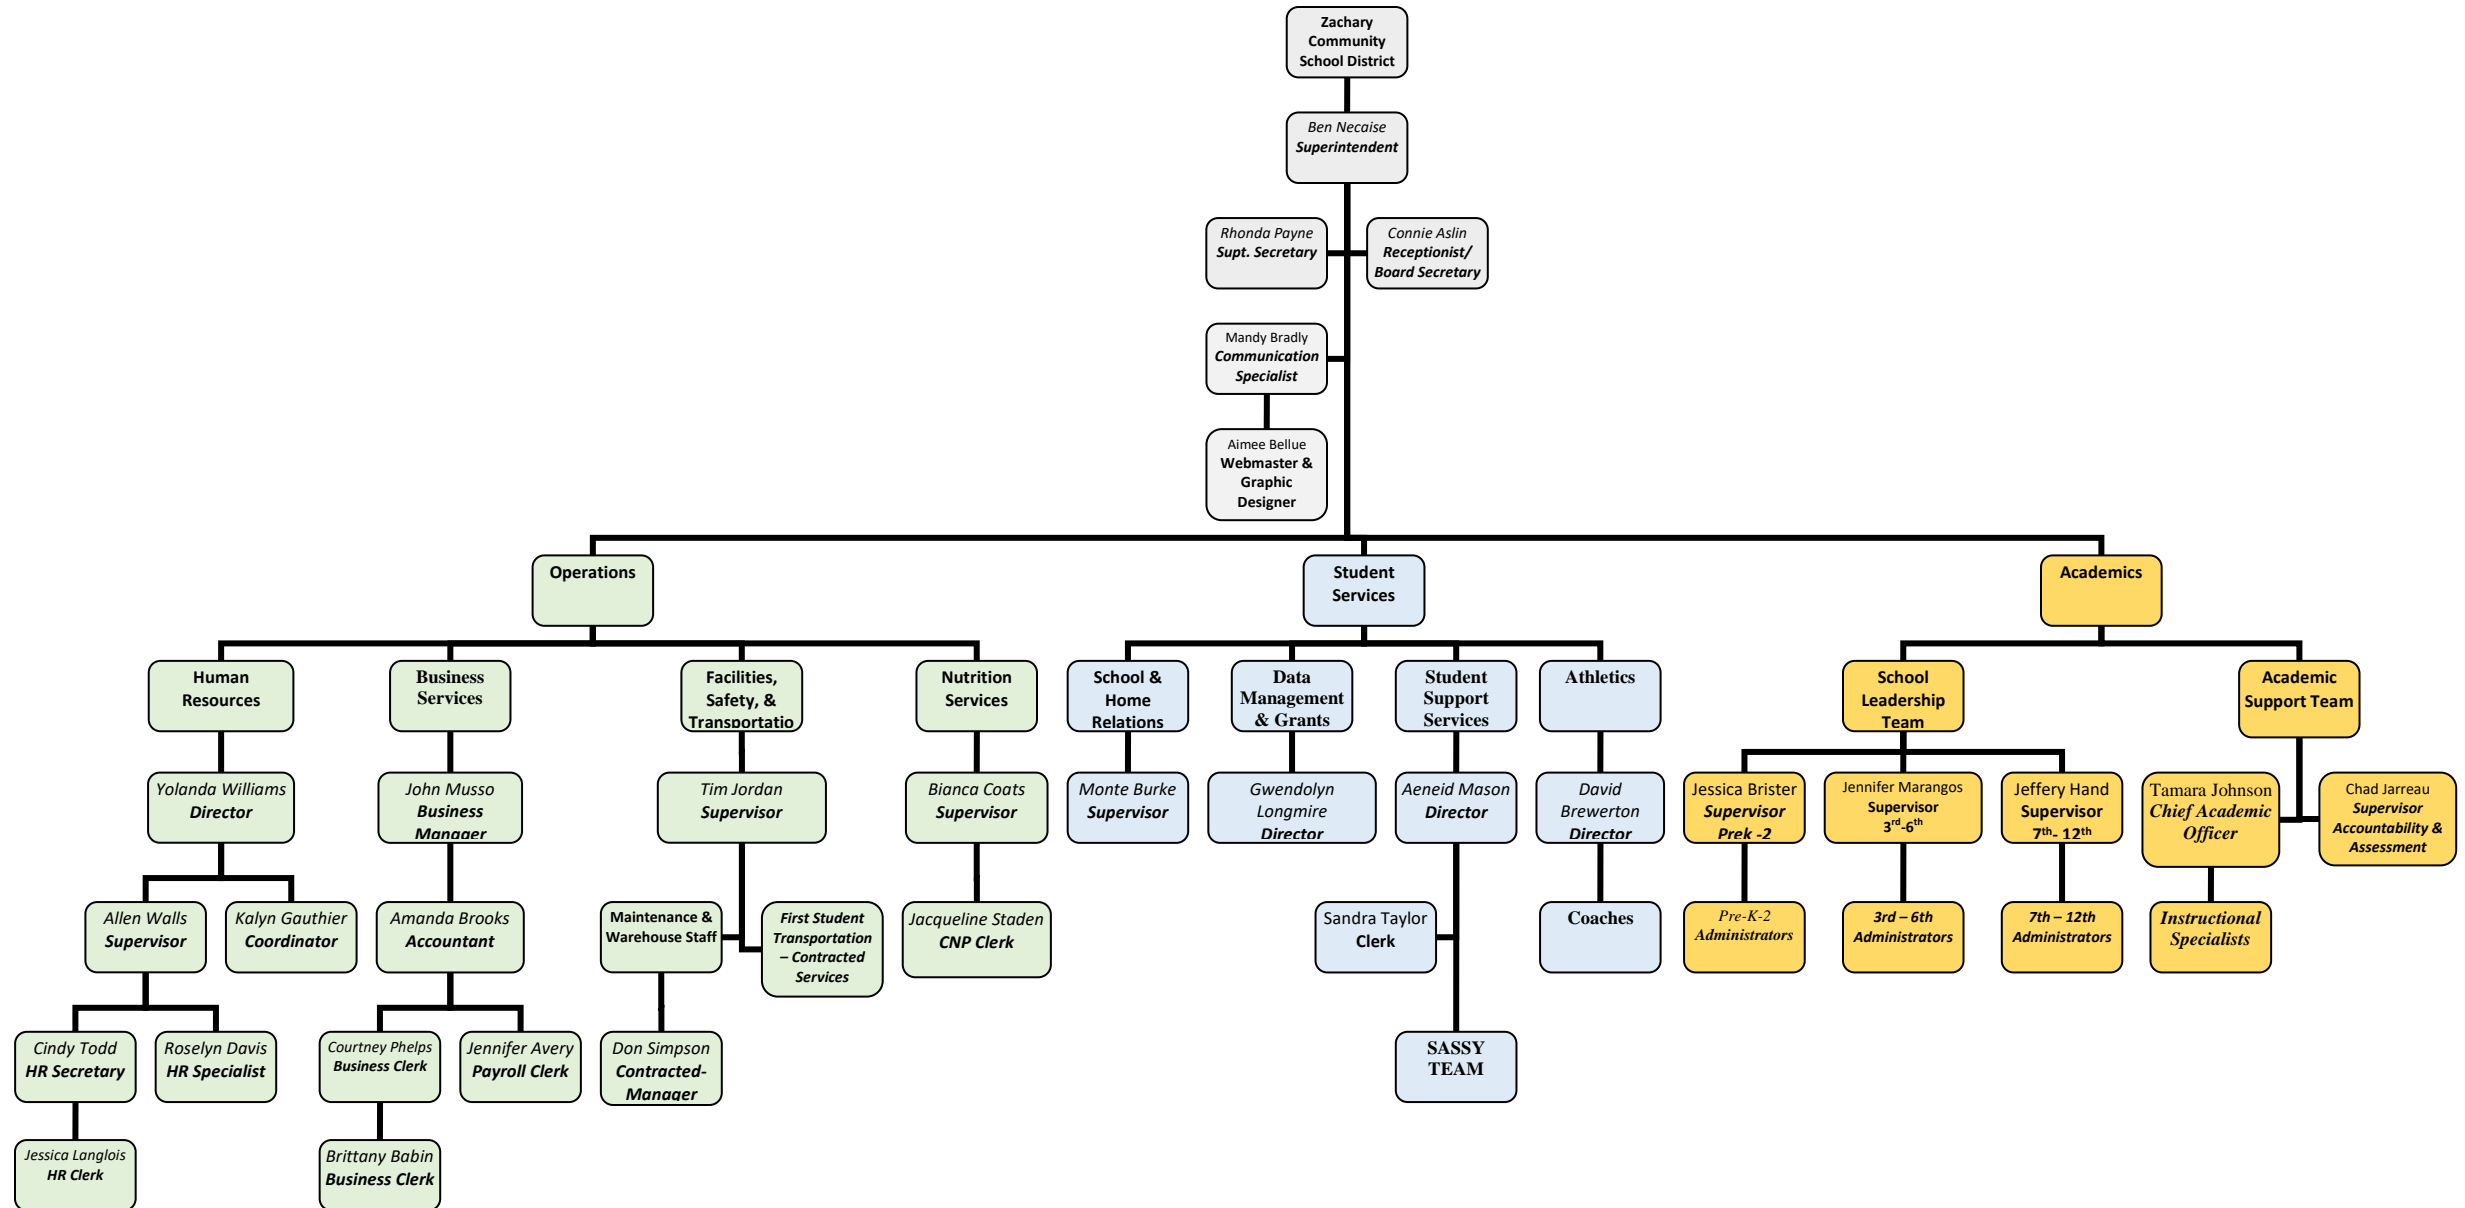 Zachary
Community
School District
Ben Necaise
Superintendent
Rhonda Payne
Supt. Secretary
Connie Aslin
Receptionist/
Board Secretary
Mandy Bradly
Communication
Specialist
Aimee Bellue
Webmaster &
Graphic
Designer
Operations
Student
Services
Academics
Human
Resources
Business
Services
Facilities,
Safety, &
Transportatio
Nutrition
Services
School &
Home
Relations
Data
Management
& Grants
Student
Support
Services
Athletics
School
Leadership
Team
Academic
Support Team
Yolanda Williams
Director
John Musso
Business
Manager
Tim Jordan
Supervisor
Bianca Coats
Supervisor
Monte Burke
Supervisor
Gwendolyn
Longmire
Director
Aeneid Mason
Director
David
Brewerton
Director
Jessica Brister
Supervisor
Prek -2
Jennifer Marangos
Supervisor
3rd-6th
Jeffery Hand
Supervisor
7th- 12th
Tamara Johnson
Chief Academic
Officer
Chad Jarreau
Supervisor
Accountability &
Assessment
Allen Walls
Supervisor
Kalyn Gauthier
Coordinator
Amanda Brooks
Accountant
Maintenance &
Warehouse Staff
First Student
Transportation
– Contracted
Services
Jacqueline Staden
CNP Clerk
Sandra Taylor
Clerk
Coaches
Pre-K-2
Administrators
3rd – 6th
Administrators
7th – 12th
Administrators
Instructional
Specialists
Cindy Todd
HR Secretary
Roselyn Davis
HR Specialist
Courtney Phelps
Business Clerk
Jennifer Avery
Payroll Clerk
Don Simpson
Contracted-
Manager
SASSY
TEAM
Jessica Langlois
HR Clerk
Brittany Babin
Business Clerk